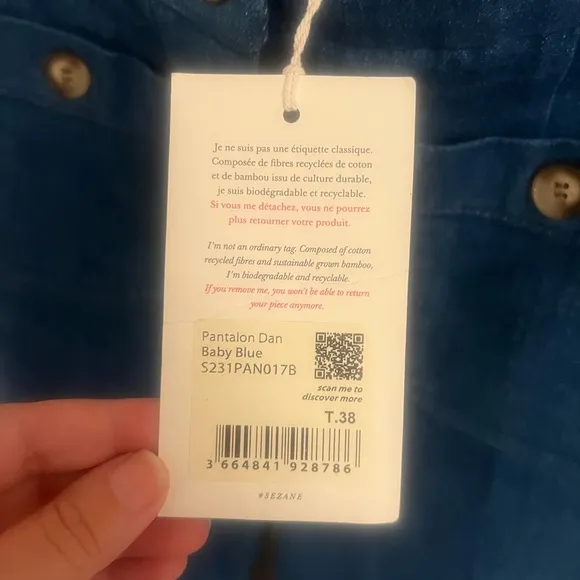 Je ne suis pas une étiquette classique.
Composée de fibres recyclées de coton
et de bambou issu de culture durable,
je suis biodégradable et recyclable.
Si vous me détachez, vous ne pourrez
plus retourner votre produit.
I'm not an ordinary tag. Composed of cotton
recycled fibres and sustainable grown bamboo,
I'm biodegradable and recyclable.
If you remove me, you won't be able to return
your piece anymore.
Pantalon Dan
Baby Blue
S231PAN017B
scan me to
discover more
T.38
3 664841 928786
#SEZANE